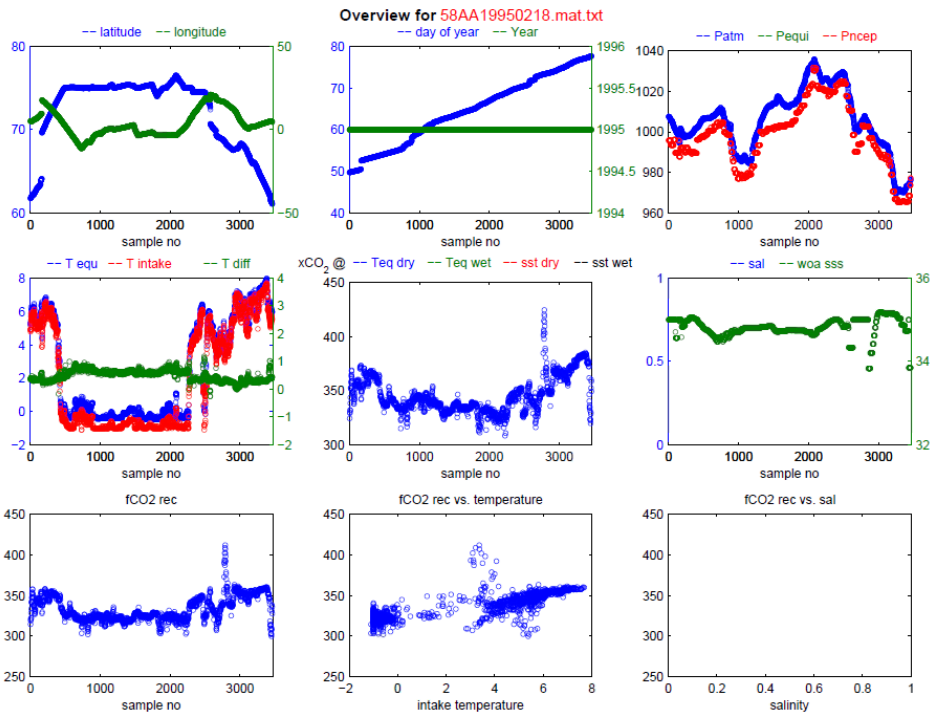 Overview for 58AA19950218.mat.txt
-- latitude -- longitude
80 70 60
50 0 -50
0 1000 2000 3000
sample no
-- day of year -- Year
80 70 60 50 40
1996 1995.5 1995 1994.5 1994
0 1000 2000 3000
sample no
-- Patm -- Pequi -- Pncep
1040 1020 1000 980 960
0 1000 2000 3000
sample no
-- T equ -- T intake -- T diff
8 6 4 2 0 −2
4 3 2 1 0 −1 −2
0 1000 2000 3000
sample no
xCO2 @ -- Teq dry -- Teq wet -- sst dry -- sst wet
450 400 350 300
0 1000 2000 3000
sample no
-- sal -- woa sss
1 0.5 0
36 34 32
0 1000 2000 3000
sample no
fCO2 rec
450 400 350 300 250
0 1000 2000 3000
sample no
fCO2 rec vs. temperature
450 400 350 300 250
−2 0 2 4 6 8
intake temperature
fCO2 rec vs. sal
450 400 350 300 250
0 0.2 0.4 0.6 0.8 1
salinity